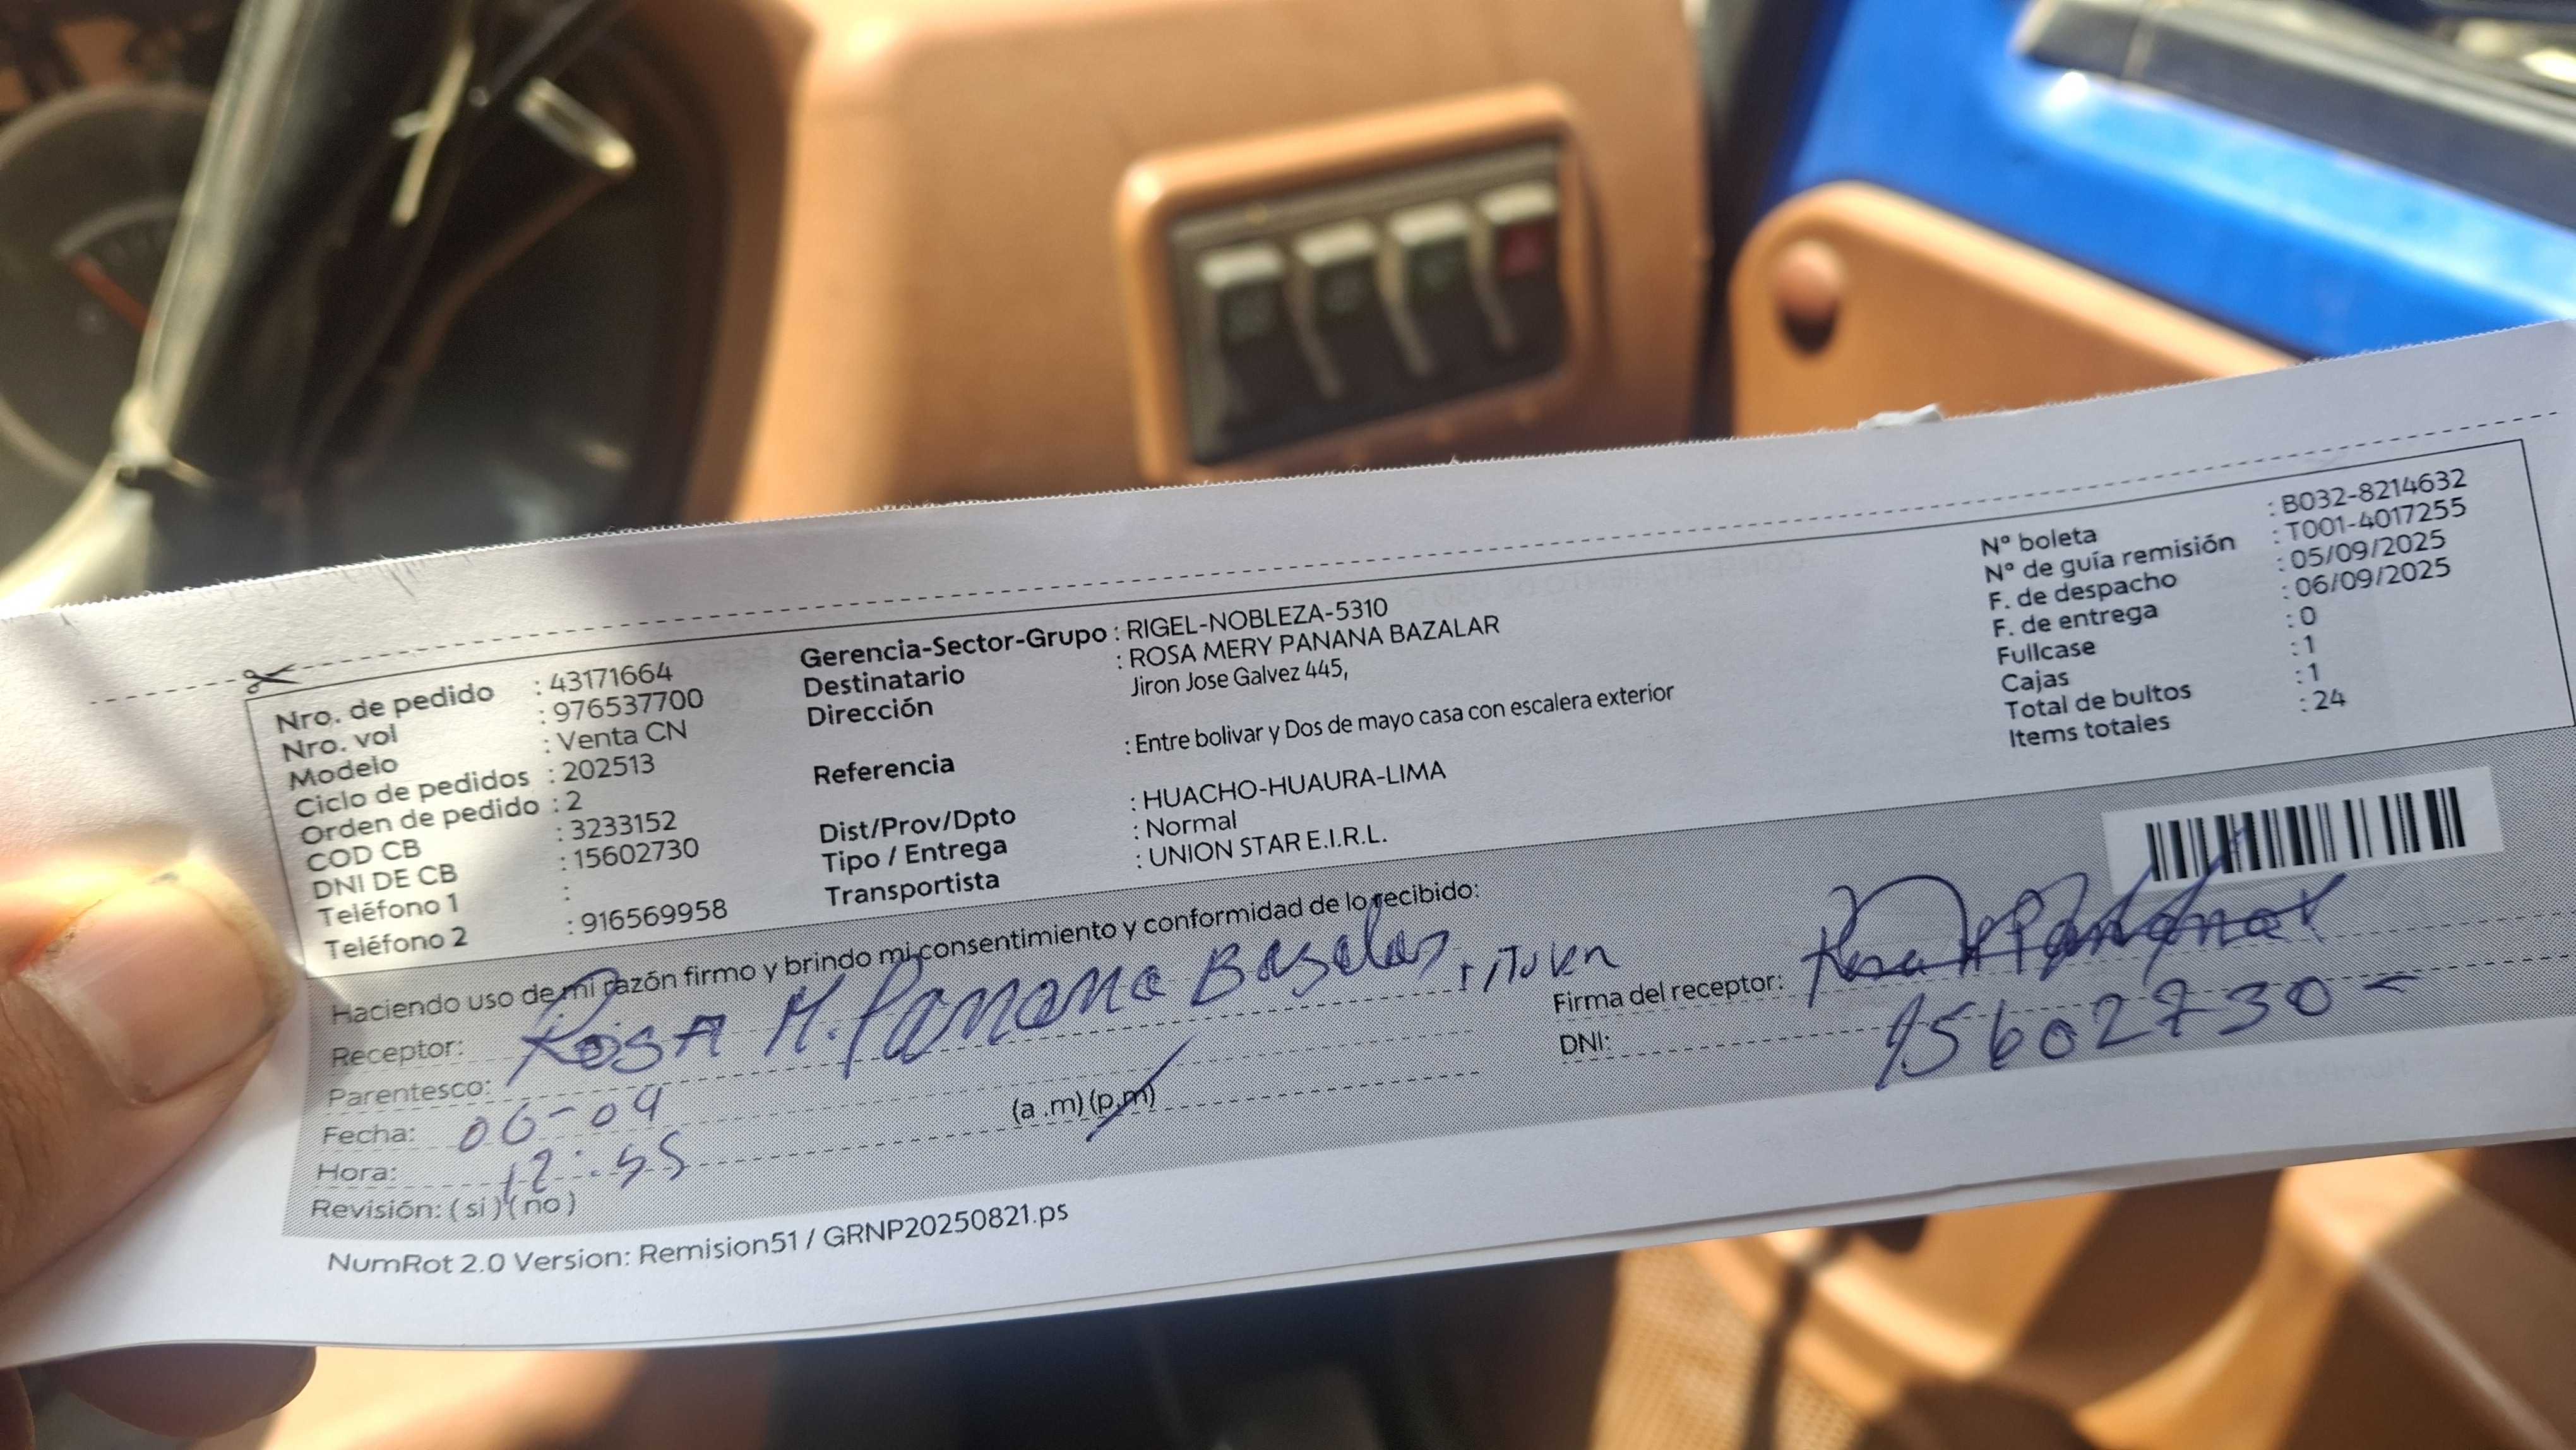 Nro. de pedido : 43171664
Nro. vol : 976537700
Modelo : Venta CN
Ciclo de pedidos : 202513
Orden de pedido : 2
COD CB : 3233152
DNI DE CB : 15602730
Teléfono 1 :
Teléfono 2 : 916569958
Gerencia-Sector-Grupo : RIGEL-NOBLEZA-5310
Destinatario : ROSA MERY PANANA BAZALAR
Dirección Jiron Jose Galvez 445,
Referencia : Entre bolivar y Dos de mayo casa con escalera exterior
Dist/Prov/Dpto : HUACHO-HUAURA-LIMA
Tipo / Entrega : Normal
Transportista : UNION STAR E.I.R.L.
N° boleta : B032-8214632
N° de guía remisión : T001-4017255
F. de despacho : 05/09/2025
F. de entrega : 06/09/2025
Fullcase : 0
Cajas : 1
Total de bultos : 1
Items totales : 24
Haciendo uso de mi razón firmo y brindo mi consentimiento y conformidad de lo recibido:
Receptor: Rosa M. Panana Bazalar
Parentesco:
Fecha: 06-09
Hora: 12:55 (a .m) (p.m)
Revisión: ( si ) ( no )
Firma del receptor: Rosa M Panana
DNI: 15602730
NumRot 2.0 Version: Remision51 / GRNP20250821.ps